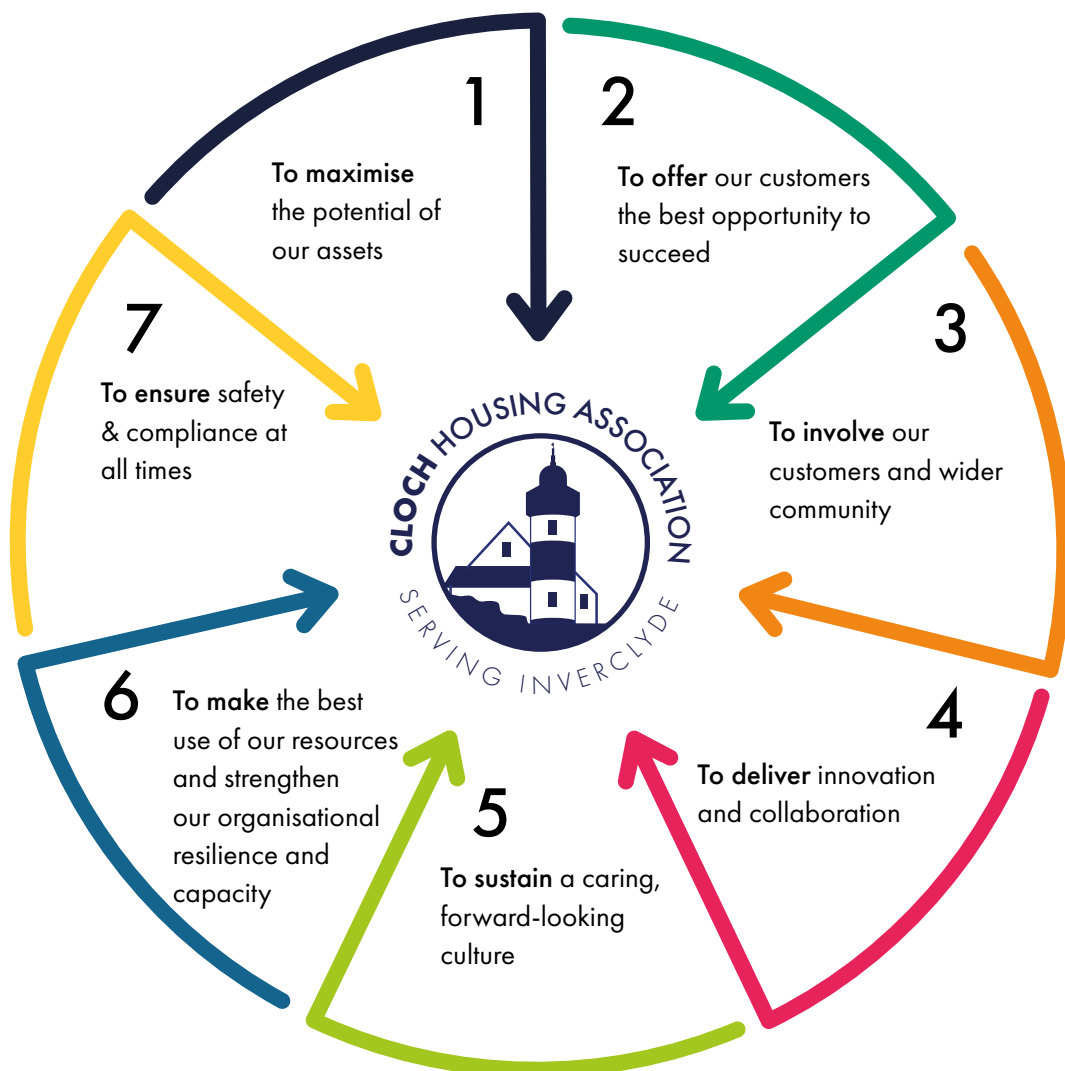 1
To maximise
the potential of
our assets
2
To offer our customers
the best opportunity to
succeed
3
To involve our
customers and wider
community
4
To deliver innovation
and collaboration
5
To sustain a caring,
forward-looking
culture
6
To make the best
use of our resources
and strengthen
our organisational
resilience and
capacity
7
To ensure safety
& compliance at
all times
CLOCH HOUSING ASSOCIATION
SERVING INVERCLYDE